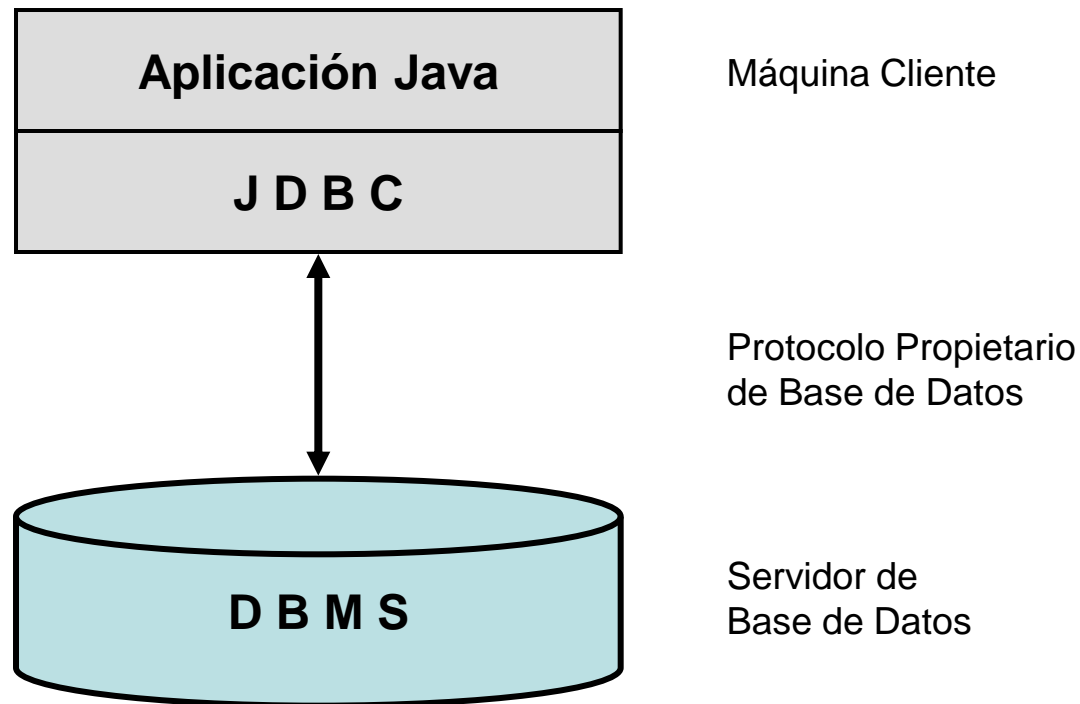 Aplicación Java
Máquina Cliente
J D B C
Protocolo Propietario
de Base de Datos
D B M S
Servidor de
Base de Datos